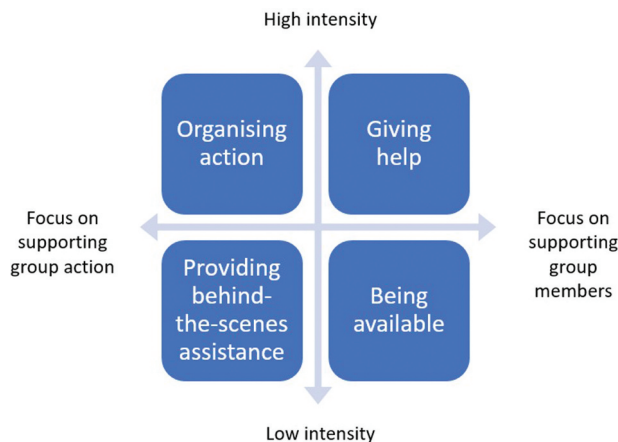 High intensity
Organising
action
Giving
help
Focus on
supporting
group action
Focus on
supporting
group
members
Providing
behind-
the-scenes
assistance
Being
available
Low intensity